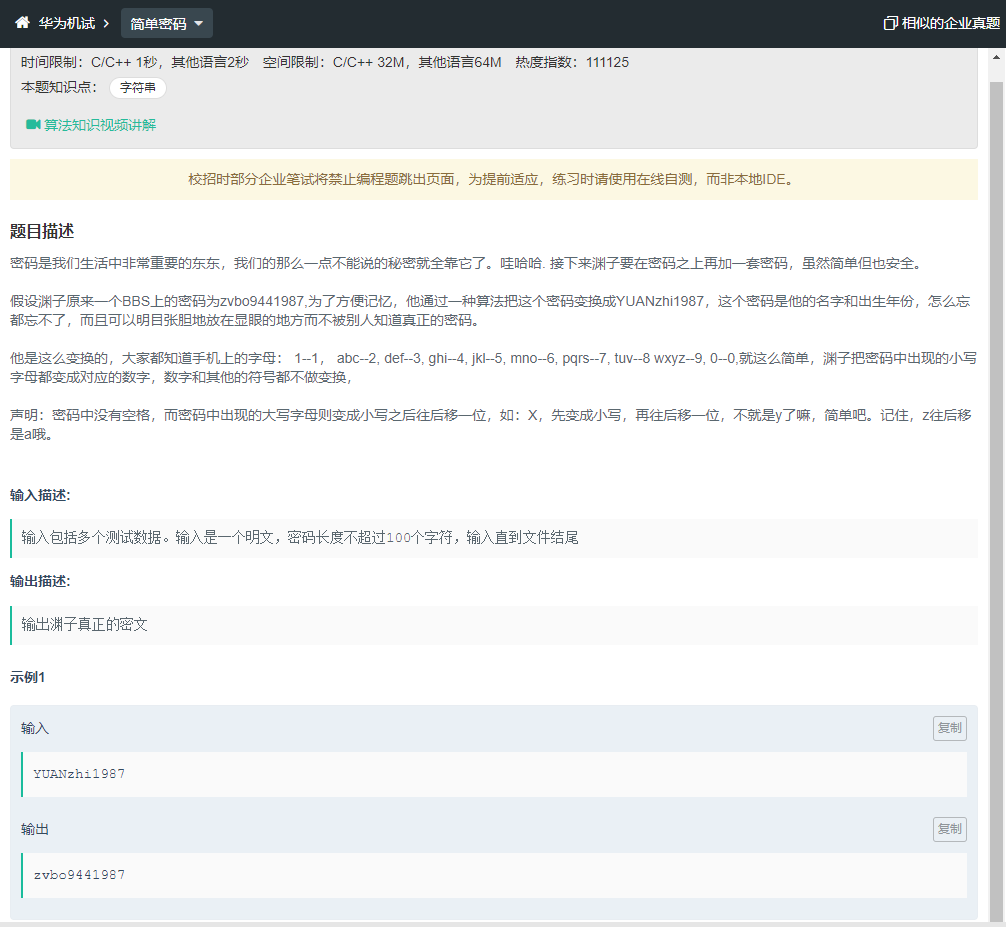 华为机试 > 简单密码 相似的企业真题
时间限制：C/C++ 1秒，其他语言2秒 空间限制：C/C++ 32M，其他语言64M 热度指数：111125
本题知识点： 字符串
算法知识视频讲解
校招时部分企业笔试将禁止编程题跳出页面，为提前适应，练习时请使用在线自测，而非本地IDE。
题目描述
密码是我们生活中非常重要的东东，我们的那么一点不能说的秘密就全靠它了。哇哈哈. 接下来渊子要在密码之上再加一套密码，虽然简单但也安全。
假设渊子原来一个BBS上的密码为zvbo9441987,为了方便记忆，他通过一种算法把这个密码变换成YUANzhi1987，这个密码是他的名字和出生年份，怎么忘
都忘不了，而且可以明目张胆地放在显眼的地方而不被别人知道真正的密码。
他是这么变换的，大家都知道手机上的字母： 1--1， abc--2, def--3, ghi--4, jkl--5, mno--6, pqrs--7, tuv--8 wxyz--9, 0--0,就这么简单，渊子把密码中出现的小写
字母都变成对应的数字，数字和其他的符号都不做变换，
声明：密码中没有空格，而密码中出现的大写字母则变成小写之后往后移一位，如：X，先变成小写，再往后移一位，不就是y了嘛，简单吧。记住，z往后移
是a哦。
输入描述:
输入包括多个测试数据。输入是一个明文，密码长度不超过100个字符，输入直到文件结尾
输出描述:
输出渊子真正的密文
示例1
输入 复制
YUANzhi1987
输出 复制
zvbo9441987